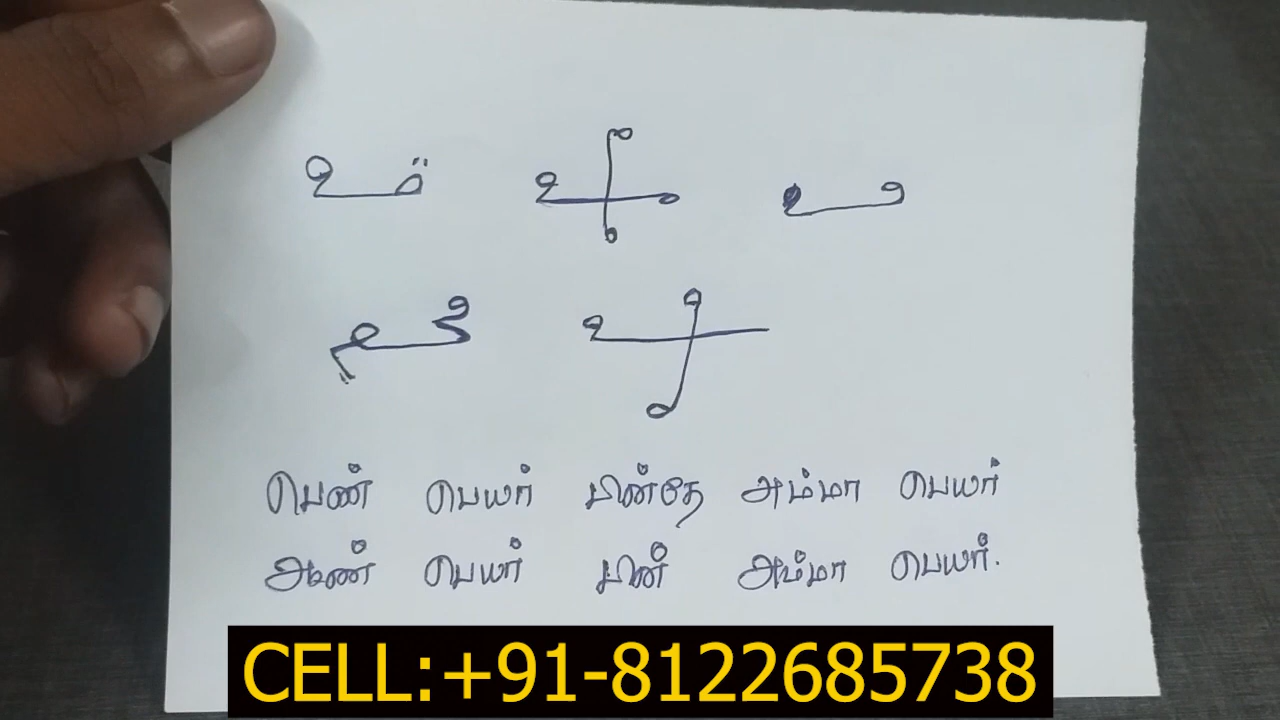 பெண் பெயர் பின்தே அம்மா பெயர்
ஆண் பெயர் பின் அம்மா பெயர்.
CELL:+91-8122685738